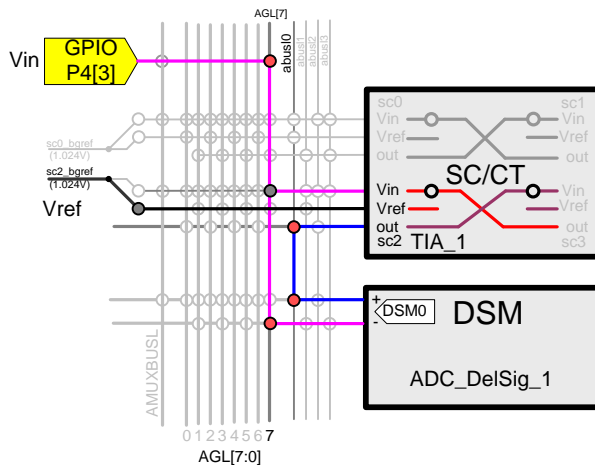 AGL[7]
Vin
GPIO
P4[3]
abusl0
abusl1
abusl2
abusl3
sc0
sc1
Vin
Vin
sc0_bgref
(1.024V)
Vref
Vref
out
out
sc2_bgref
(1.024V)
SC/CT
Vin
Vin
Vref
Vref
Vref
out
out
sc2
TIA_1
sc3
+
DSM0
DSM
-
ADC_DelSig_1
AMUXBUSL
0 1 2 3 4 5 6 7
AGL[7:0]